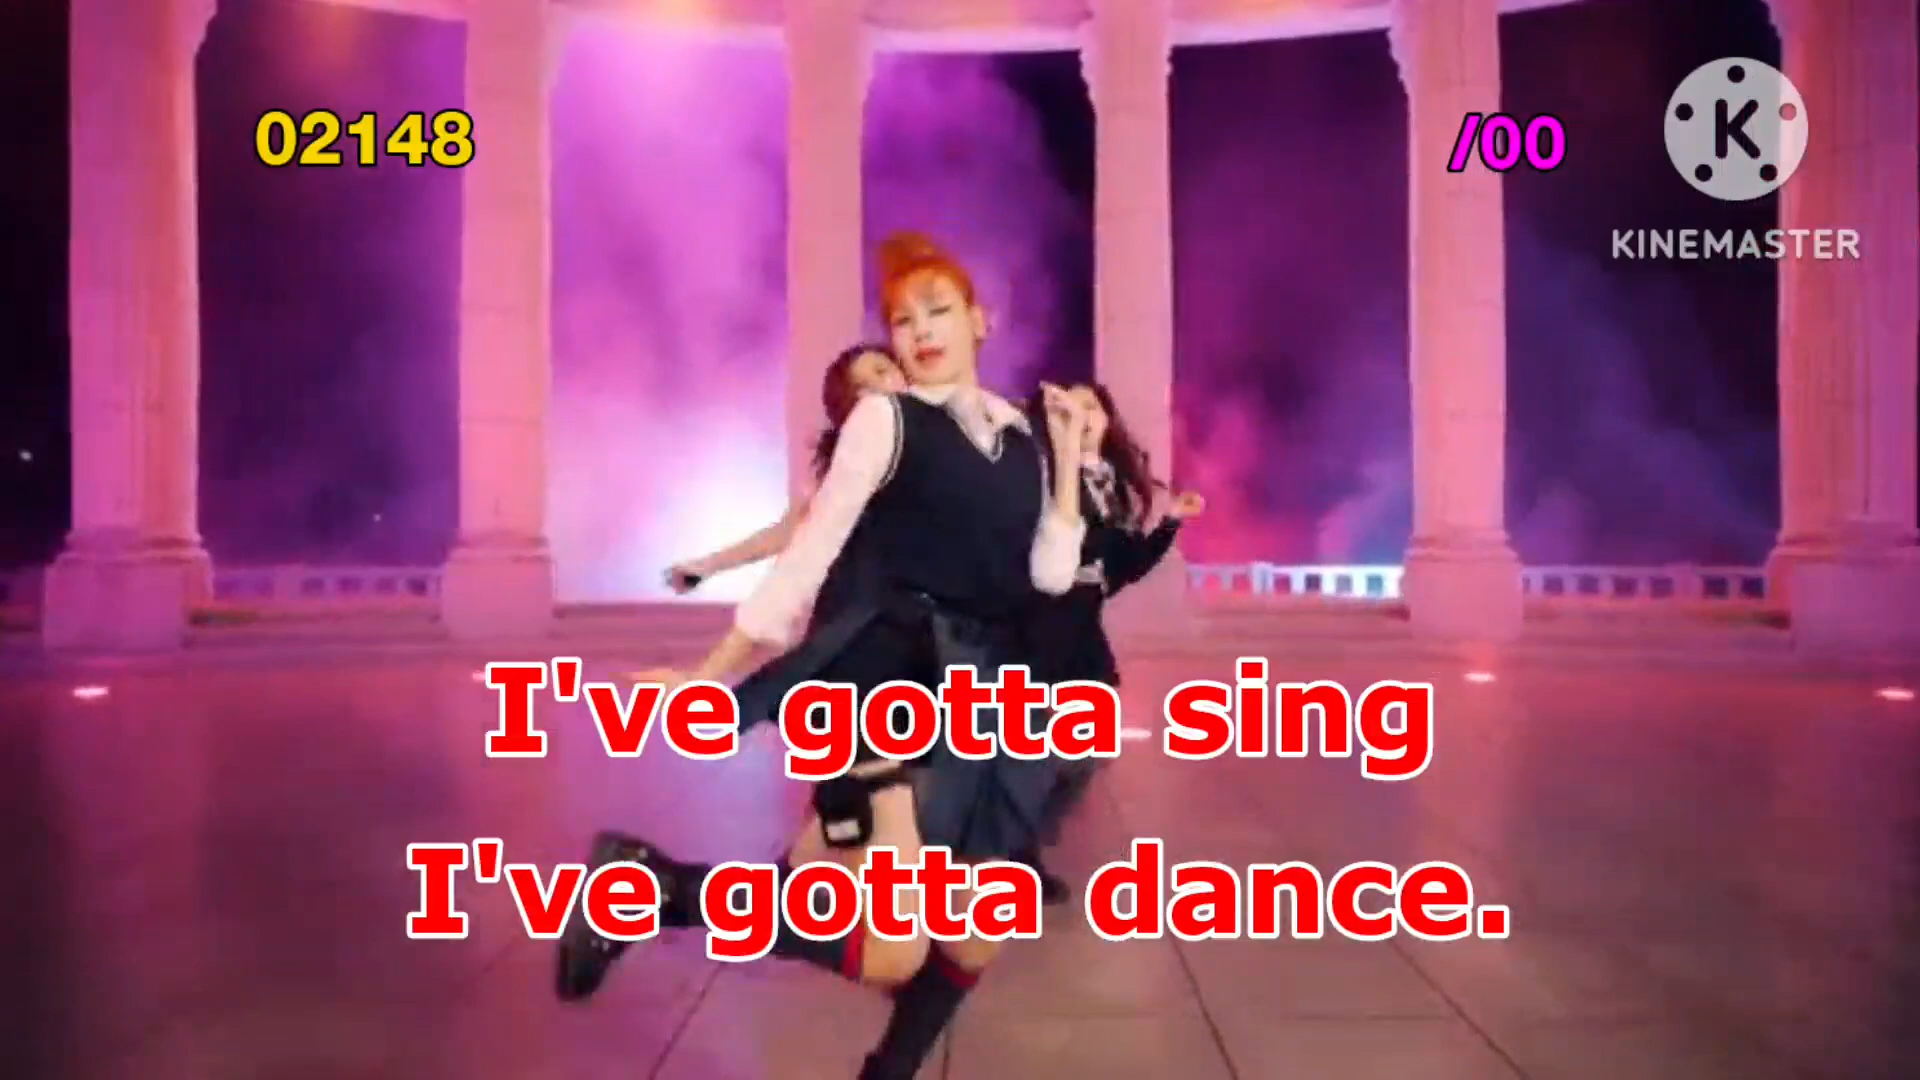 02148
/00
K
KINEMASTER
I've gotta sing
I've gotta dance.